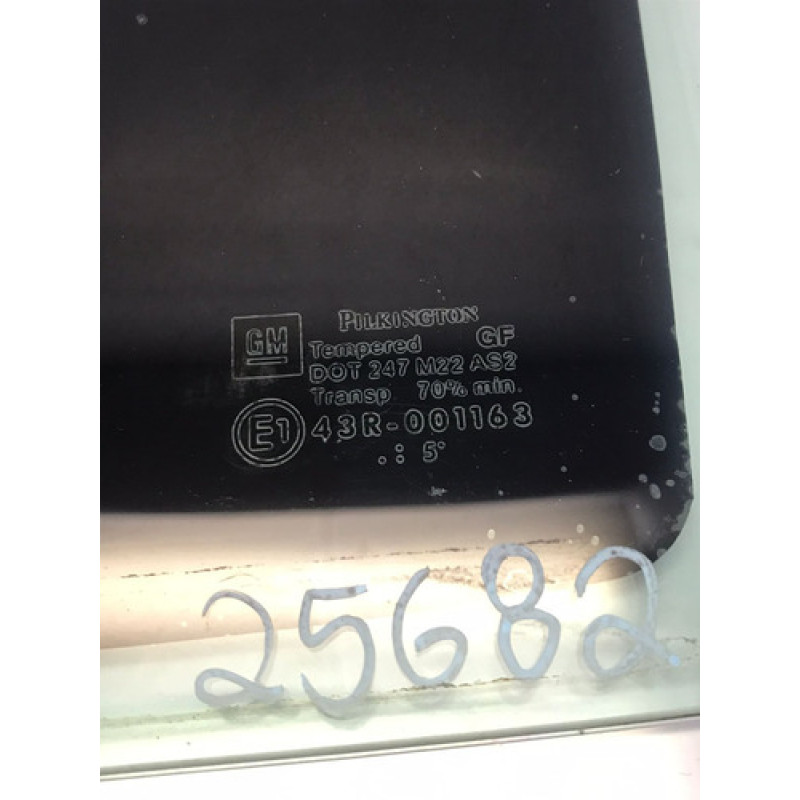 PILKINGTON
GM
Tempered GF
DOT 247 M22 AS2
Transp 70% min.
E1 43R-001163
.: 5•
25682